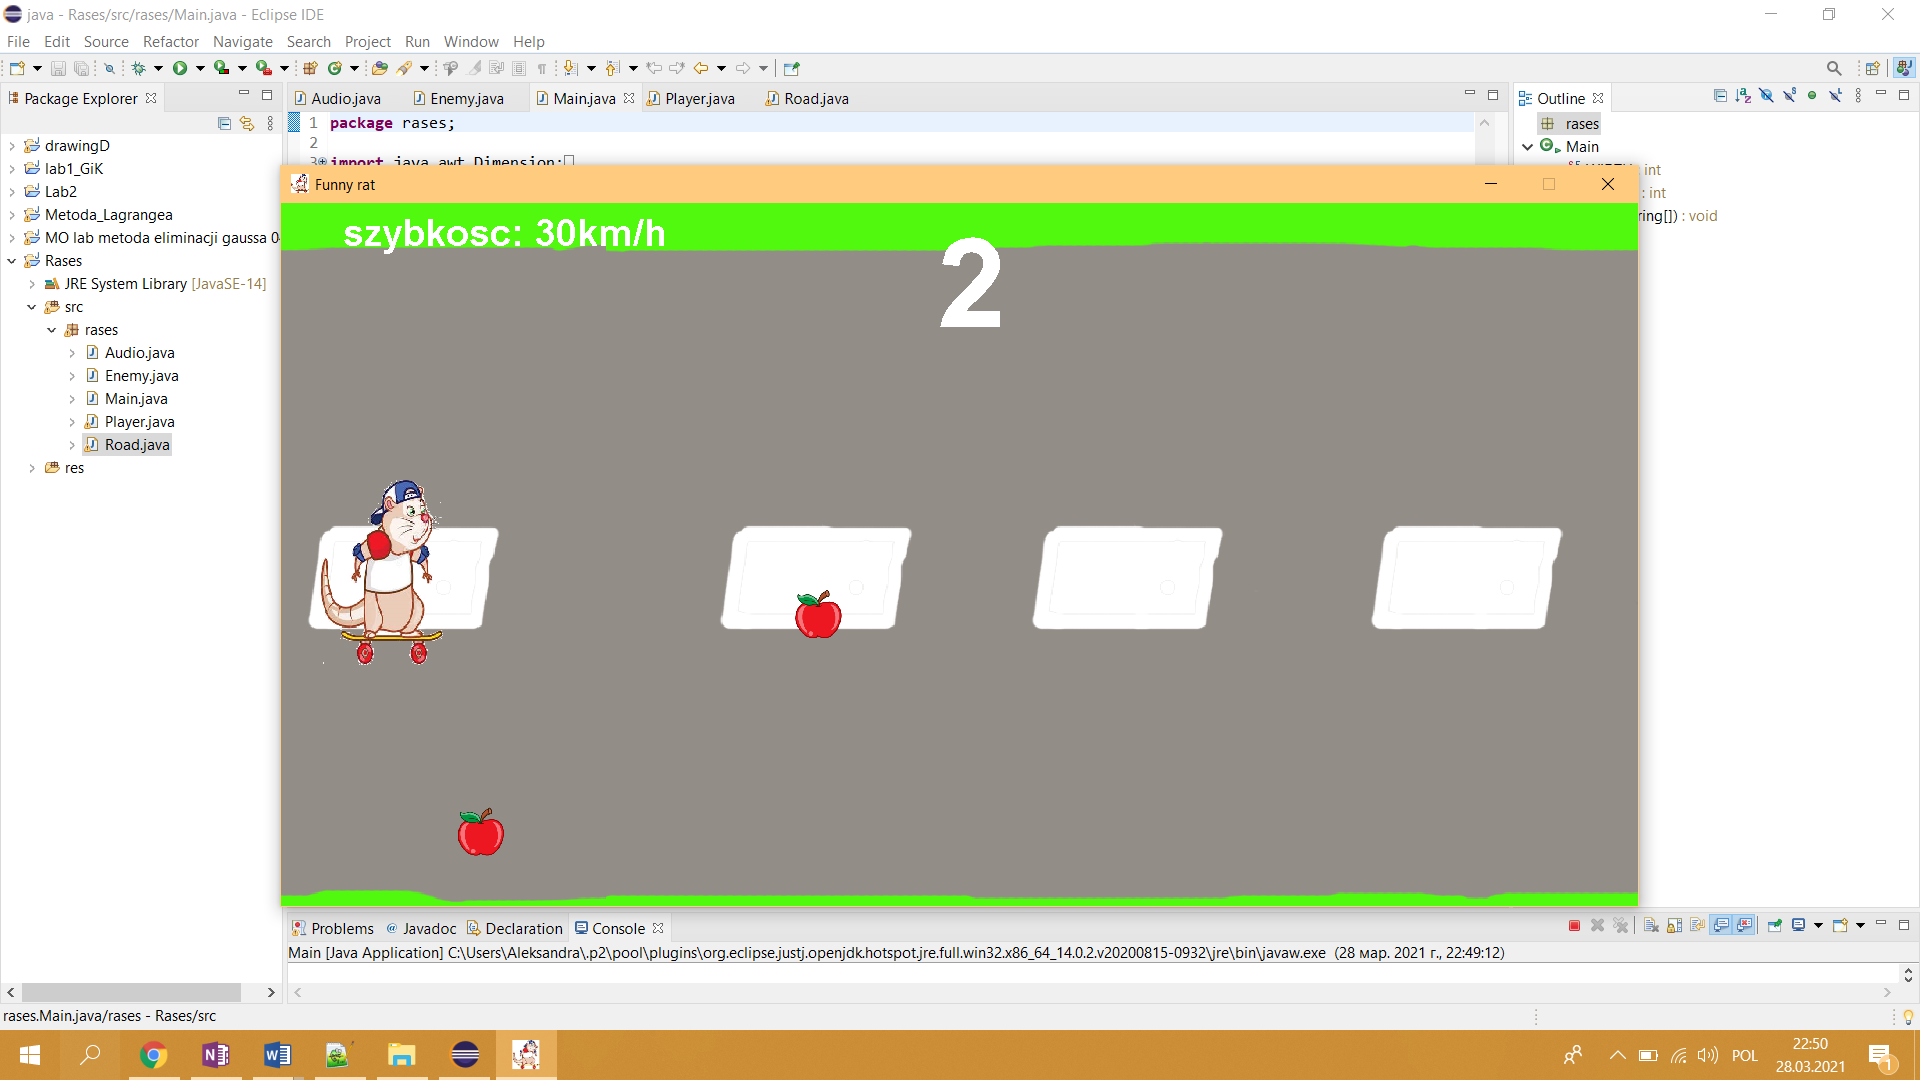 java - Rases/src/rases/Main.java - Eclipse IDE
File Edit Source Refactor Navigate Search Project Run Window Help
Package Explorer
Audio.java Enemy.java Main.java Player.java Road.java
Outline
drawingD
lab1_GiK
Lab2
Metoda_Lagrangea
MO lab metoda eliminacji gaussa
Rases
JRE System Library [JavaSE-14]
src
rases
Audio.java
Enemy.java
Main.java
Player.java
Road.java
res
1 package rases;
2
3 import java.awt.Dimension;
rases
Main
int
: int
ring[]) : void
Funny rat
szybkosc: 30km/h
2
Problems Javadoc Declaration Console
Main [Java Application] C:\Users\Aleksandra\.p2\pool\plugins\org.eclipse.justj.openjdk.hotspot.jre.full.win32.x86_64_14.0.2.v20200815-0932\jre\bin\javaw.exe (28 мар. 2021 г., 22:49:12)
rases.Main.java/rases - Rases/src
POL
22:50
28.03.2021
1